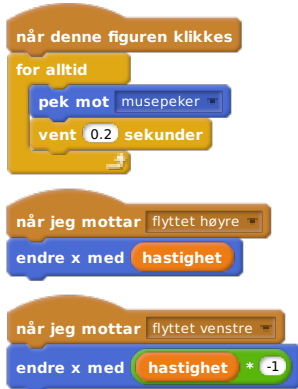 når denne figuren klikkes
for alltid
pek mot musepeker
vent 0.2 sekunder
når jeg mottar flyttet høyre
endre x med hastighet
når jeg mottar flyttet venstre
endre x med hastighet * -1